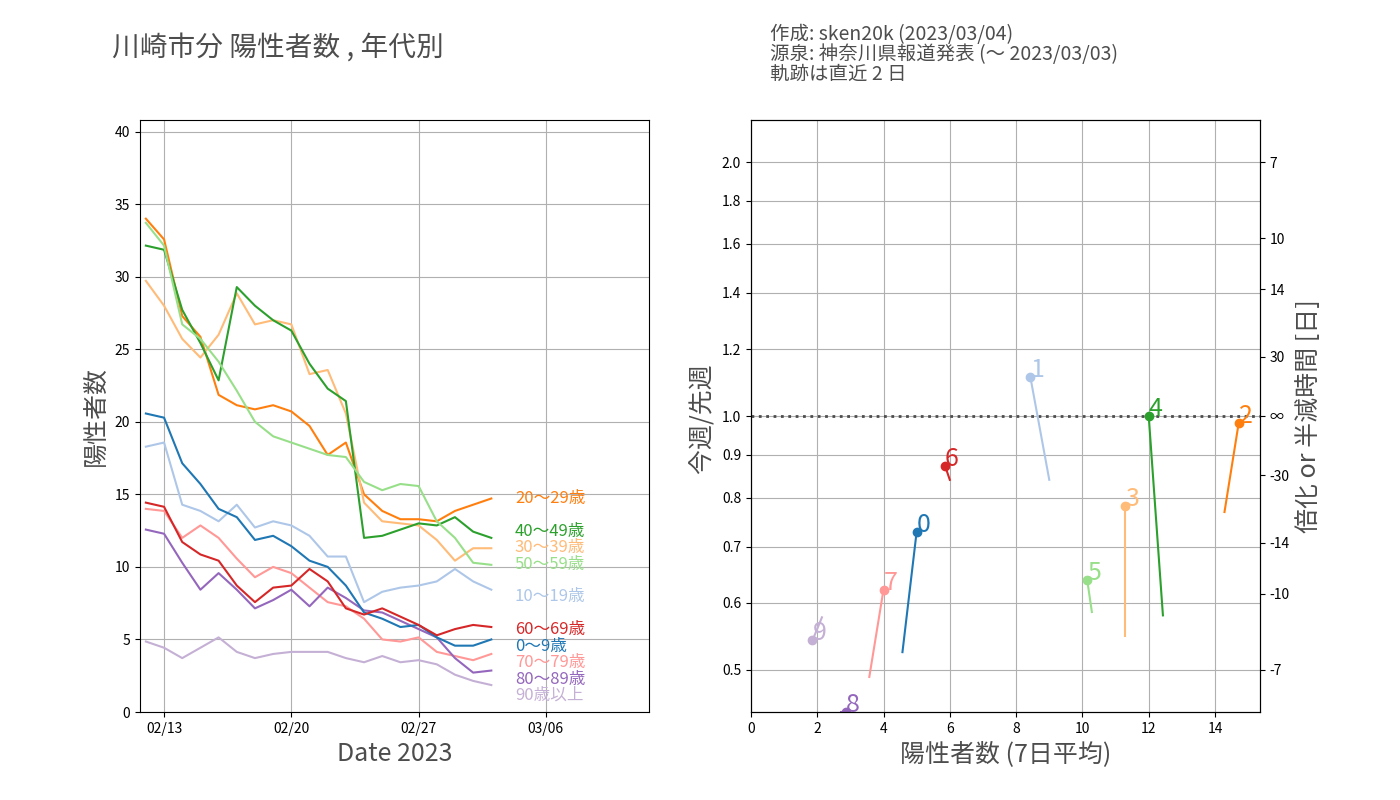 川崎市分 陽性者数 , 年代別
作成: sken20k (2023/03/04)
源泉: 神奈川県報道発表 (〜 2023/03/03)
軌跡は直近 2 日
40
35
30
25
20
15
10
5
0
陽性者数
02/13
02/20
02/27
03/06
Date 2023
20〜29歳
40〜49歳
30〜39歳
50〜59歳
10〜19歳
60〜69歳
0〜9歳
70〜79歳
80〜89歳
90歳以上
2.0
1.8
1.6
1.4
1.2
1.0
0.9
0.8
0.7
0.6
0.5
今週/先週
1
4
2
6
3
0
5
7
9
8
7
10
14
30
∞
-30
-14
-10
-7
倍化 or 半減時間 [日]
0
2
4
6
8
10
12
14
陽性者数 (7日平均)